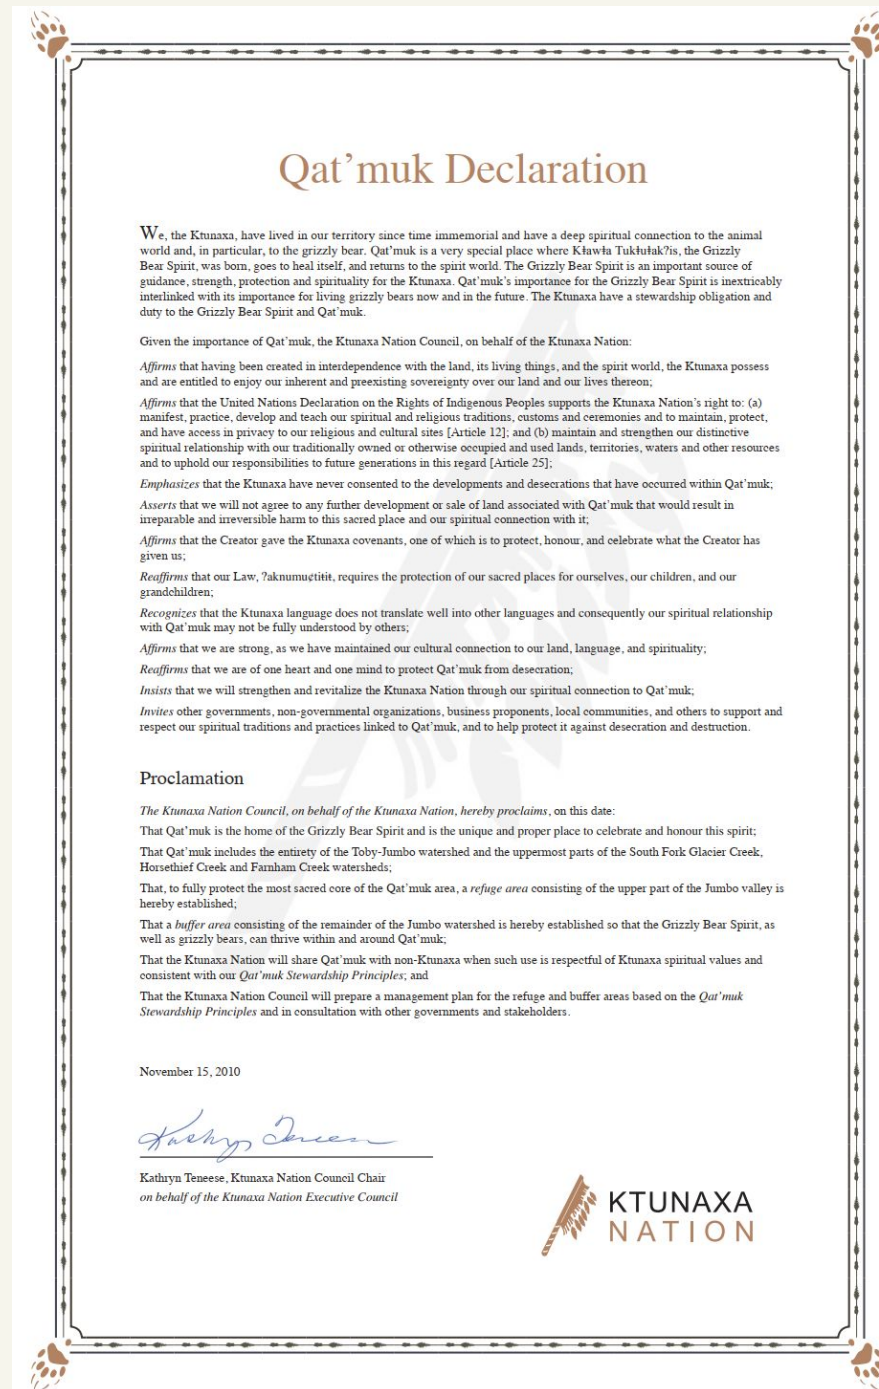 Qat’muk Declaration
We, the Ktunaxa, have lived in our territory since time immemorial and have a deep spiritual connection to the animal
world and, in particular, to the grizzly bear. Qat’muk is a very special place where Kⱡawⱡa Tukⱡuⱡak?is, the Grizzly
Bear Spirit, was born, goes to heal itself, and returns to the spirit world. The Grizzly Bear Spirit is an important source of
guidance, strength, protection and spirituality for the Ktunaxa. Qat’muk’s importance for the Grizzly Bear Spirit is inextricably
interlinked with its importance for living grizzly bears now and in the future. The Ktunaxa have a stewardship obligation and
duty to the Grizzly Bear Spirit and Qat’muk.
Given the importance of Qat’muk, the Ktunaxa Nation Council, on behalf of the Ktunaxa Nation:
Affirms that having been created in interdependence with the land, its living things, and the spirit world, the Ktunaxa possess
and are entitled to enjoy our inherent and preexisting sovereignty over our land and our lives thereon;
Affirms that the United Nations Declaration on the Rights of Indigenous Peoples supports the Ktunaxa Nation’s right to: (a)
manifest, practice, develop and teach our spiritual and religious traditions, customs and ceremonies and to maintain, protect,
and have access in privacy to our religious and cultural sites [Article 12]; and (b) maintain and strengthen our distinctive
spiritual relationship with our traditionally owned or otherwise occupied and used lands, territories, waters and other resources
and to uphold our responsibilities to future generations in this regard [Article 25];
Emphasizes that the Ktunaxa have never consented to the developments and desecrations that have occurred within Qat’muk;
Asserts that we will not agree to any further development or sale of land associated with Qat’muk that would result in
irreparable and irreversible harm to this sacred place and our spiritual connection with it;
Affirms that the Creator gave the Ktunaxa covenants, one of which is to protect, honour, and celebrate what the Creator has
given us;
Reaffirms that our Law, ?aknumu¢tiŧiⱡ, requires the protection of our sacred places for ourselves, our children, and our
grandchildren;
Recognizes that the Ktunaxa language does not translate well into other languages and consequently our spiritual relationship
with Qat’muk may not be fully understood by others;
Affirms that we are strong, as we have maintained our cultural connection to our land, language, and spirituality;
Reaffirms that we are of one heart and one mind to protect Qat’muk from desecration;
Insists that we will strengthen and revitalize the Ktunaxa Nation through our spiritual connection to Qat’muk;
Invites other governments, non-governmental organizations, business proponents, local communities, and others to support and
respect our spiritual traditions and practices linked to Qat’muk, and to help protect it against desecration and destruction.
Proclamation
The Ktunaxa Nation Council, on behalf of the Ktunaxa Nation, hereby proclaims, on this date:
That Qat’muk is the home of the Grizzly Bear Spirit and is the unique and proper place to celebrate and honour this spirit;
That Qat’muk includes the entirety of the Toby-Jumbo watershed and the uppermost parts of the South Fork Glacier Creek,
Horsethief Creek and Farnham Creek watersheds;
That, to fully protect the most sacred core of the Qat’muk area, a refuge area consisting of the upper part of the Jumbo valley is
hereby established;
That a buffer area consisting of the remainder of the Jumbo watershed is hereby established so that the Grizzly Bear Spirit, as
well as grizzly bears, can thrive within and around Qat’muk;
That the Ktunaxa Nation will share Qat’muk with non-Ktunaxa when such use is respectful of Ktunaxa spiritual values and
consistent with our Qat’muk Stewardship Principles; and
That the Ktunaxa Nation Council will prepare a management plan for the refuge and buffer areas based on the Qat’muk
Stewardship Principles and in consultation with other governments and stakeholders.
November 15, 2010
Kathryn Teneese
Kathryn Teneese, Ktunaxa Nation Council Chair
on behalf of the Ktunaxa Nation Executive Council
KTUNAXA
NATION